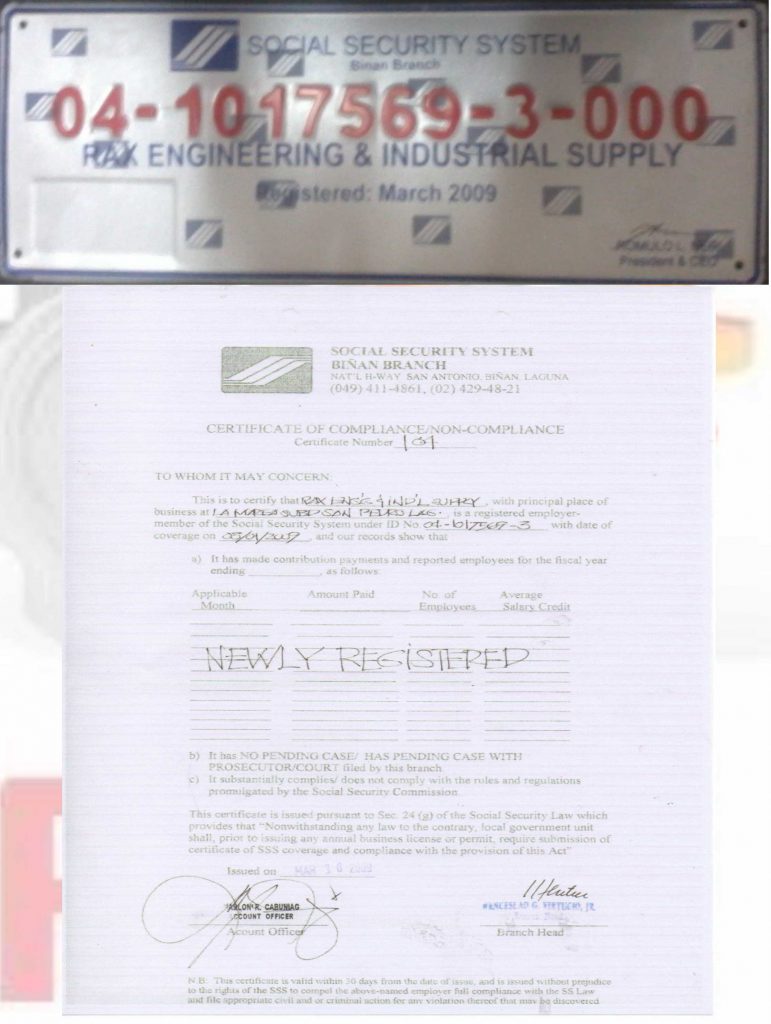 SOCIAL SECURITY SYSTEM
Binan Branch
04-1017569-3-000
RAX ENGINEERING & INDUSTRIAL SUPPLY
Registered: March 2009
ROMULO L.
President & CEO
SOCIAL SECURITY SYSTEM
BIÑAN BRANCH
NAT'L H-WAY SAN ANTONIO, BIÑAN, LAGUNA
(049) 411-4861, (02) 429-48-21
CERTIFICATE OF COMPLIANCE/NON-COMPLIANCE
Certificate Number 101
TO WHOM IT MAY CONCERN:
This is to certify that RAX ENG'G & IND'L SUPPLY, with principal place of
business at LA MAREA SUBD SAN PEDRO LAG., is a registered employer-
member of the Social Security System under ID No. 04-1017569-3 with date of
coverage on and our records show that
a) It has made contribution payments and reported employees for the fiscal year
ending , as follows:
Applicable Amount Paid No. of Average
Month Employees Salary Credit
NEWLY REGISTERED
b) It has NO PENDING CASE/ HAS PENDING CASE WITH
PROSECUTOR/COURT filed by this branch.
c) It substantially complies/ does not comply with the rules and regulations
promulgated by the Social Security Commission.
This certificate is issued pursuant to Sec. 24 (g) of the Social Security Law which
provides that "Nonwithstanding any law to the contrary, local government unit
shall, prior to issuing any annual business license or permit, require submission of
certificate of SSS coverage and compliance with the provision of this Act"
Issued on MAR 2009
R. CABUNIAG
ACCOUNT OFFICER
Acount Officer
WENCESLAO G. JR.
Branch Head
N.B: This certificate is valid within 30 days from the date of issue, and is issued without prejudice
to the rights of the SSS to compel the above-named employer full compliance with the SS Law
and file appropriate civil and or criminal action for any violation thereof that may be discovered.